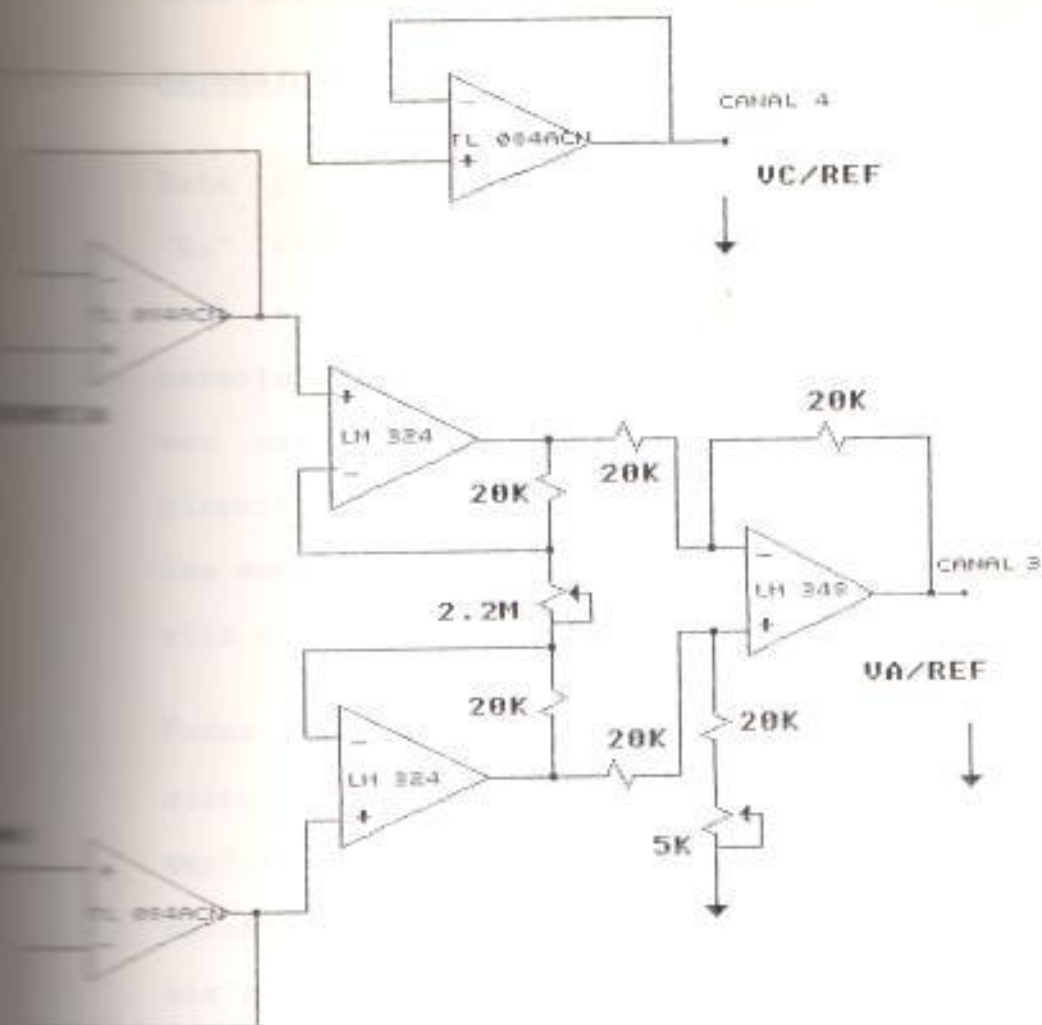 CANAL 4
TL 084ACN
VC/REF
TL 084ACN
LM 324
20K
20K
20K
CANAL 3
LM 348
2.2M
VA/REF
20K
20K
20K
LM 324
5K
TL 084ACN